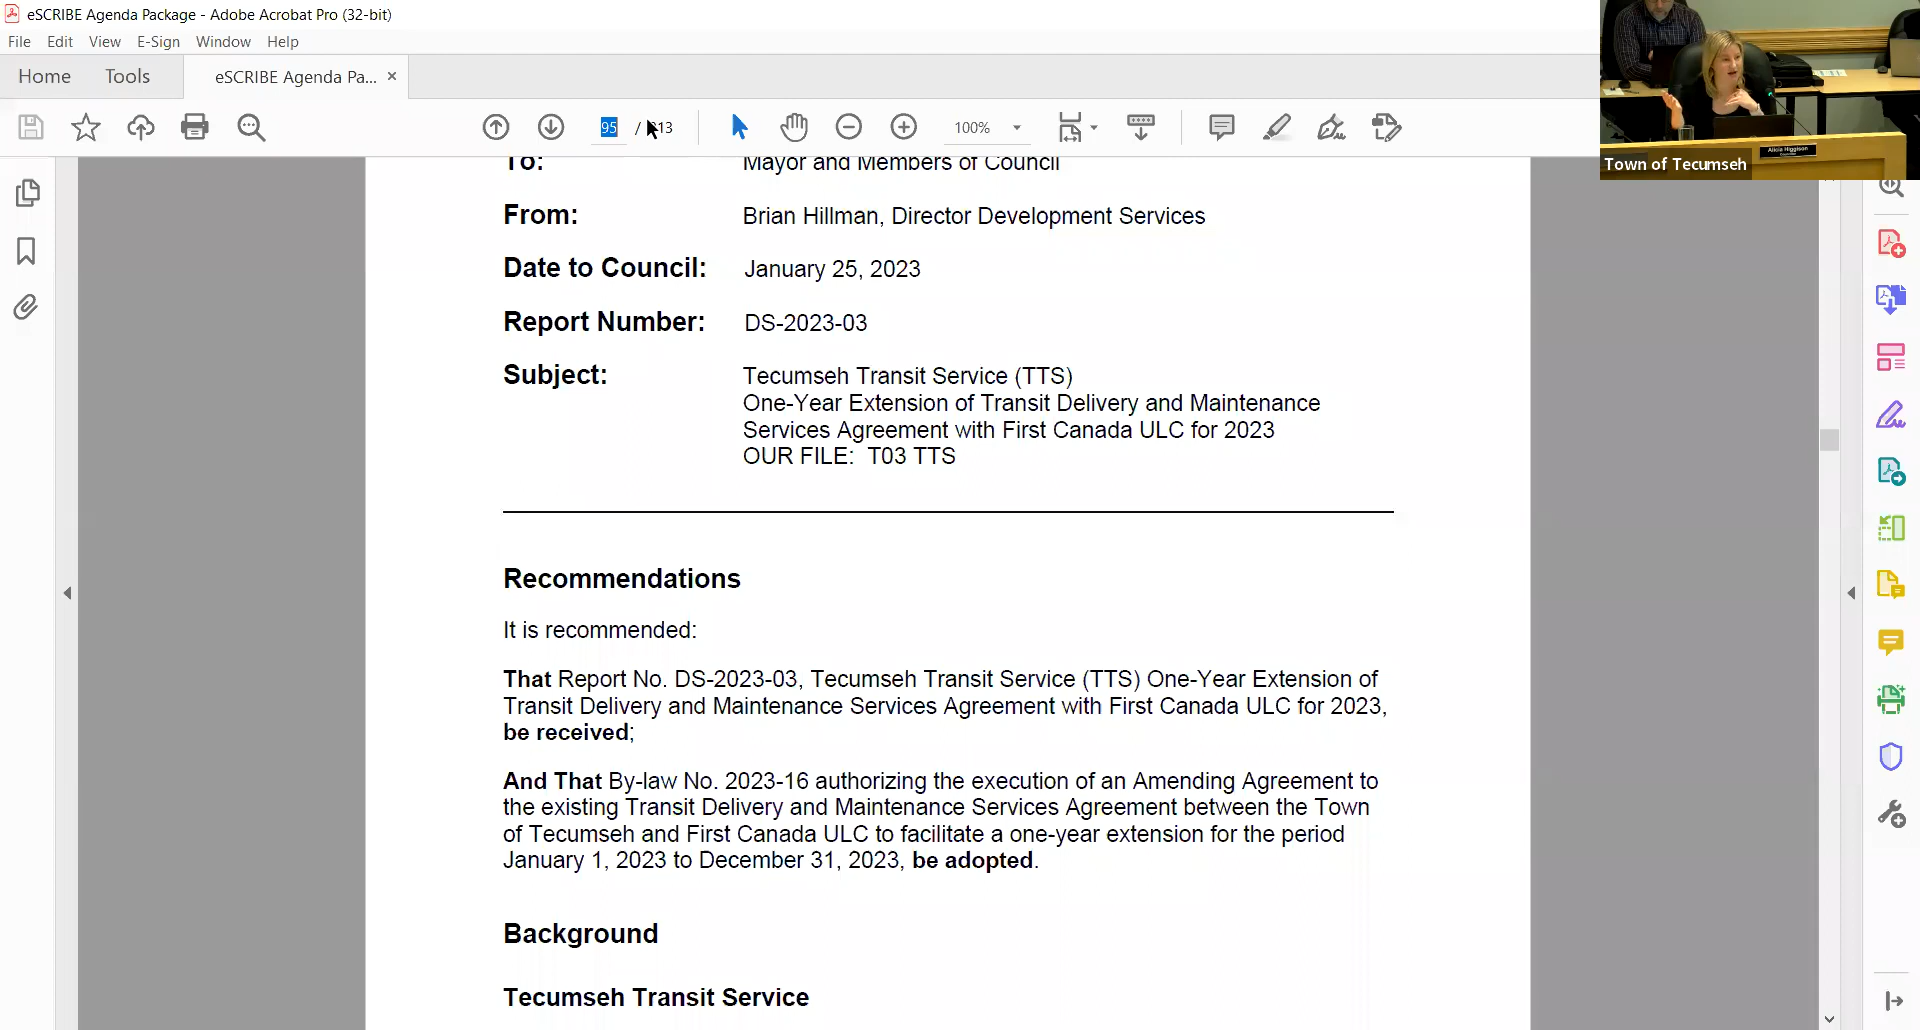 eSCRIBE Agenda Package - Adobe Acrobat Pro (32-bit)
File Edit View E-Sign Window Help
Home Tools eSCRIBE Agenda Pa... ×
95 / 13 100%
Town of Tecumseh
Alicia Higgison
To: Mayor and Members of Council
From: Brian Hillman, Director Development Services
Date to Council: January 25, 2023
Report Number: DS-2023-03
Subject: Tecumseh Transit Service (TTS)
One-Year Extension of Transit Delivery and Maintenance
Services Agreement with First Canada ULC for 2023
OUR FILE: T03 TTS
Recommendations
It is recommended:
That Report No. DS-2023-03, Tecumseh Transit Service (TTS) One-Year Extension of
Transit Delivery and Maintenance Services Agreement with First Canada ULC for 2023,
be received;
And That By-law No. 2023-16 authorizing the execution of an Amending Agreement to
the existing Transit Delivery and Maintenance Services Agreement between the Town
of Tecumseh and First Canada ULC to facilitate a one-year extension for the period
January 1, 2023 to December 31, 2023, be adopted.
Background
Tecumseh Transit Service